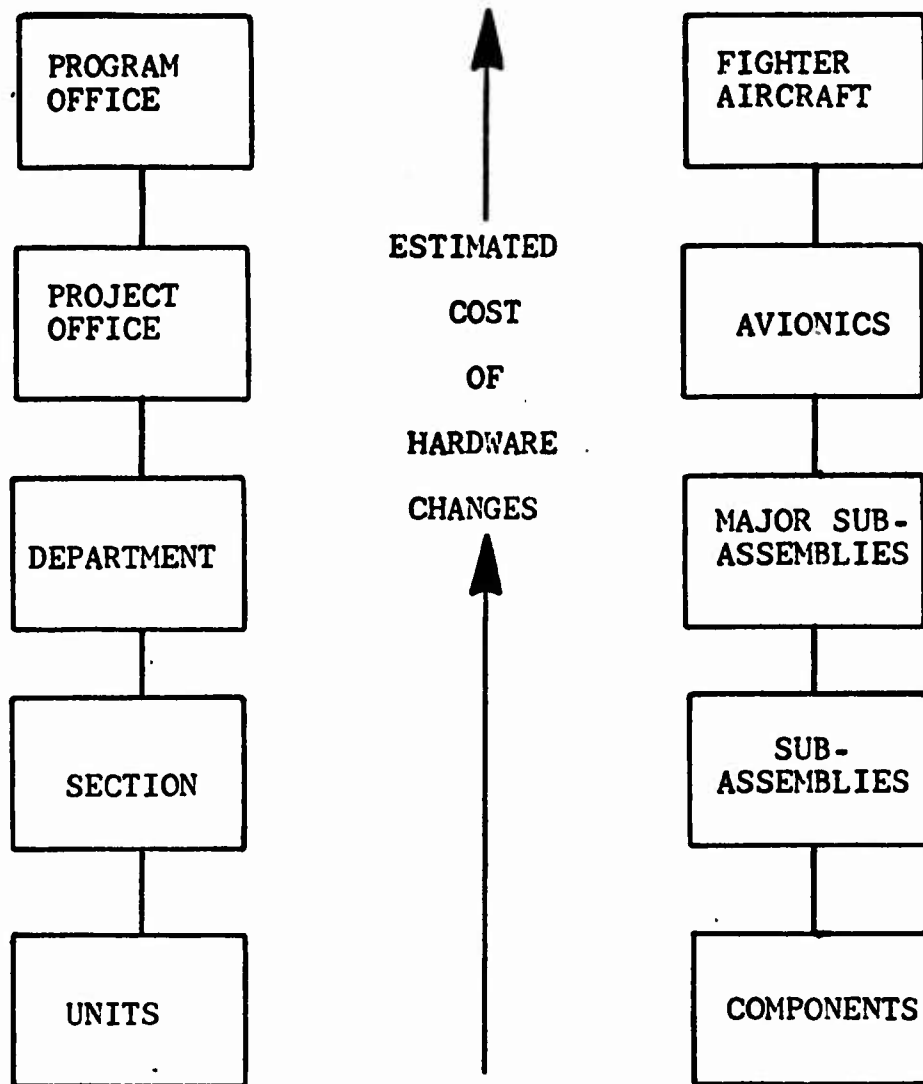 PROGRAM
OFFICE
PROJECT
OFFICE
DEPARTMENT
SECTION
UNITS
ESTIMATED
COST
OF
HARDWARE
CHANGES
FIGHTER
AIRCRAFT
AVIONICS
MAJOR SUB-
ASSEMBLIES
SUB-
ASSEMBLIES
COMPONENTS